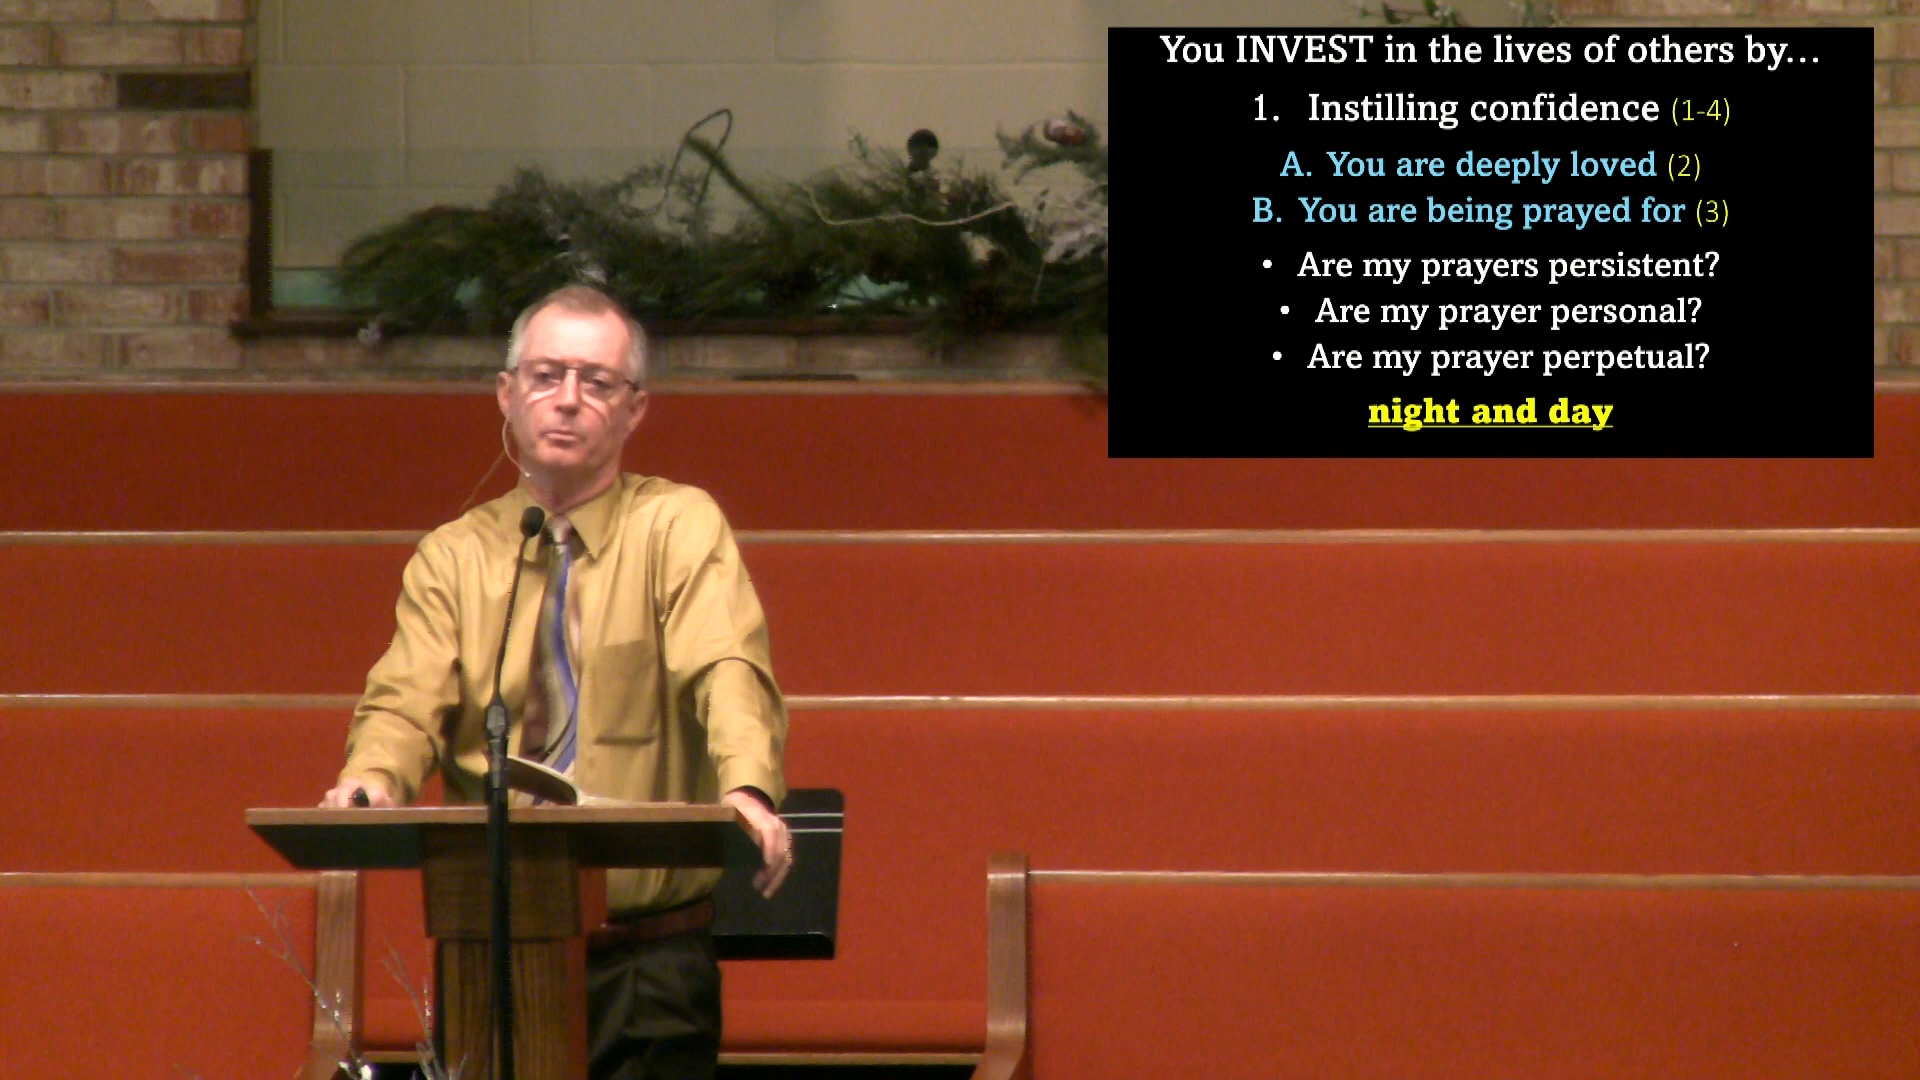 You INVEST in the lives of others by...
1. Instilling confidence (1-4)
A. You are deeply loved (2)
B. You are being prayed for (3)
• Are my prayers persistent?
• Are my prayer personal?
• Are my prayer perpetual?
night and day